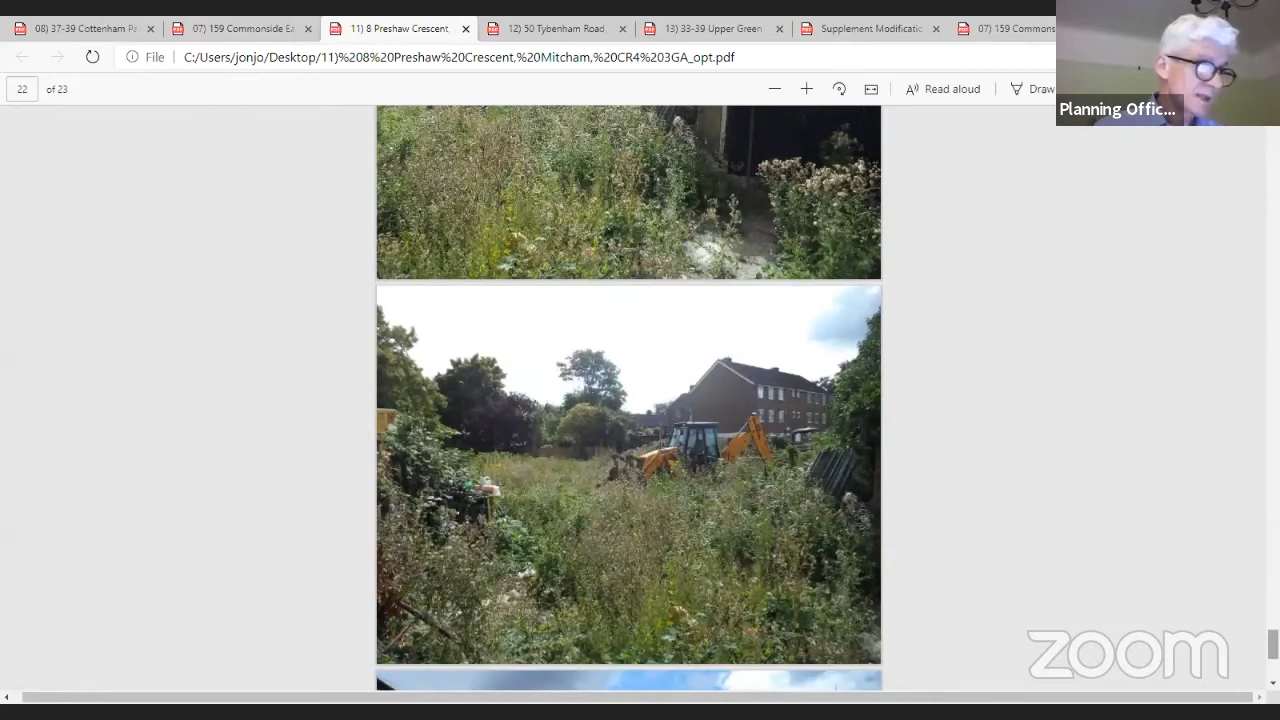 08) 37-39 Cottenham Pa
07) 159 Commonside Ea
11) 8 Preshaw Crescent,
12) 50 Tybenham Road,
13) 33-39 Upper Green
Supplement Modificatic
07) 159 Commons
File C:/Users/jonjo/Desktop/11)%208%20Preshaw%20Crescent,%20Mitcham,%20CR4%203GA_opt.pdf
22 of 23
Read aloud
Draw
Planning Offic...
zoom